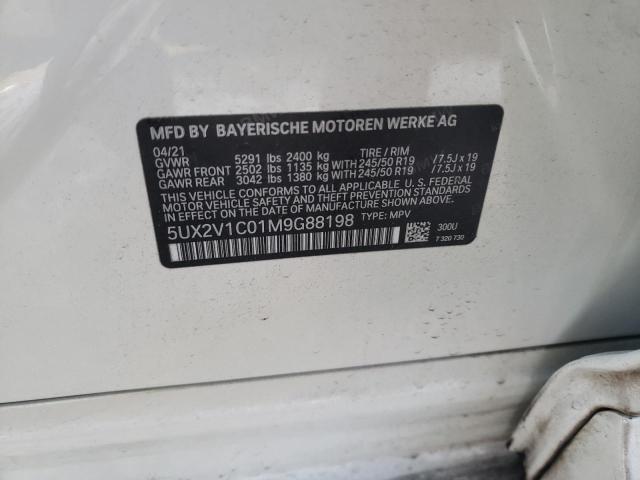 MFD BY BAYERISCHE MOTOREN WERKE AG
04/21
GVWR 5291 lbs 2400 kg TIRE / RIM
GAWR FRONT 2502 lbs 1135 kg WITH 245/50 R19 / 7.5J x 19
GAWR REAR 3042 lbs 1380 kg WITH 245/50 R19 / 7.5J x 19
THIS VEHICLE CONFORMS TO ALL APPLICABLE U.S. FEDERAL
MOTOR VEHICLE SAFETY AND THEFT PREVENTION STANDARDS
IN EFFECT ON THE DATE OF MANUFACTURE SHOWN ABOVE.
5UX2V1C01M9G88198 TYPE: MPV 300U
7 320 730